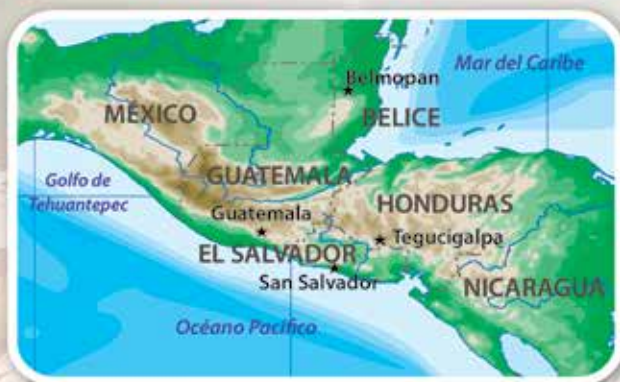 Belmopan
Mar del Caribe
MÉXICO
BELICE
Golfo de
Tehuantepec
GUATEMALA
HONDURAS
Guatemala
Tegucigalpa
EL SALVADOR
San Salvador
NICARAGUA
Océano Pacifico